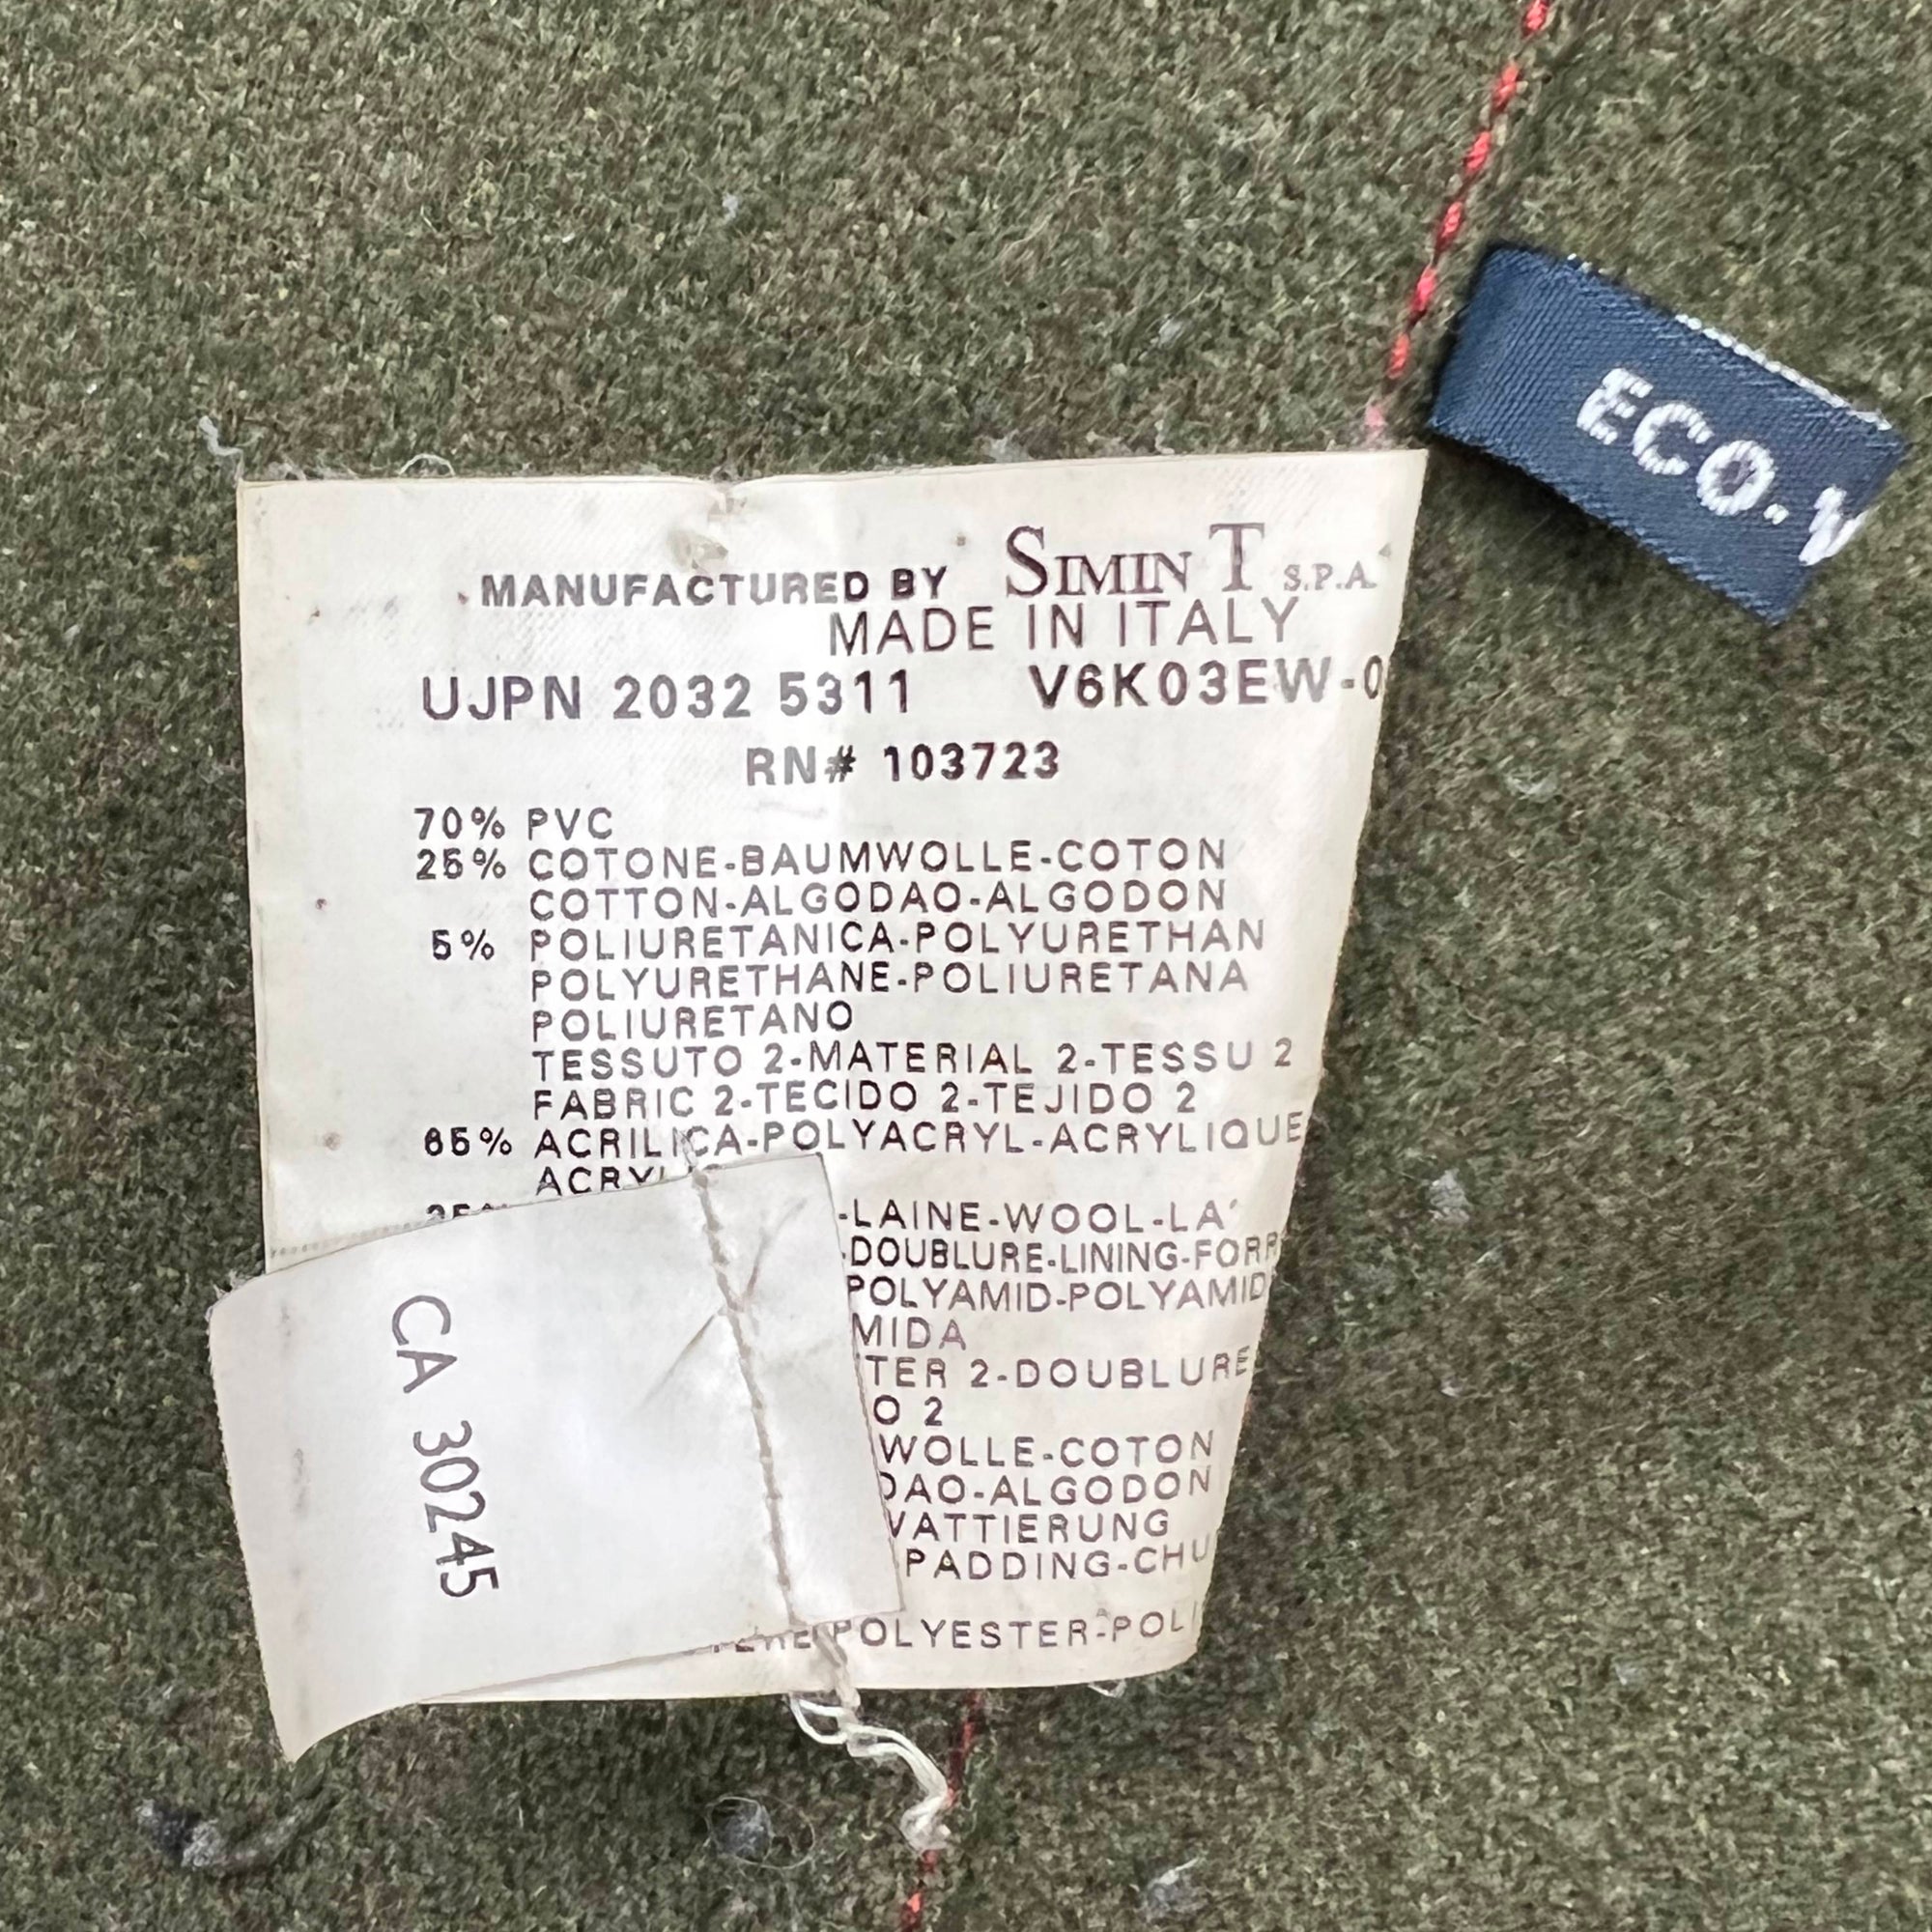 MANUFACTURED BY SIMIN T S.P.A.
MADE IN ITALY
UJPN 2032 5311 V6K03EW-0
RN# 103723
70% PVC
25% COTONE-BAUMWOLLE-COTON
COTTON-ALGODAO-ALGODON
5% POLIURETANICA-POLYURETHAN
POLYURETHANE-POLIURETANA
POLIURETANO
TESSUTO 2-MATERIAL 2-TESSU 2
FABRIC 2-TECIDO 2-TEJIDO 2
65% ACRILICA-POLYACRYL-ACRYLIQUE
-LAINE-WOOL-LA'
-DOUBLURE-LINING-FORR
POLYAMID-POLYAMID
MIDA
TER 2-DOUBLURE
O 2
WOLLE-COTON
DAO-ALGODON
WATTIERUNG
PADDING-CHU
POLYESTER-POLI
CA 30245
ECO-